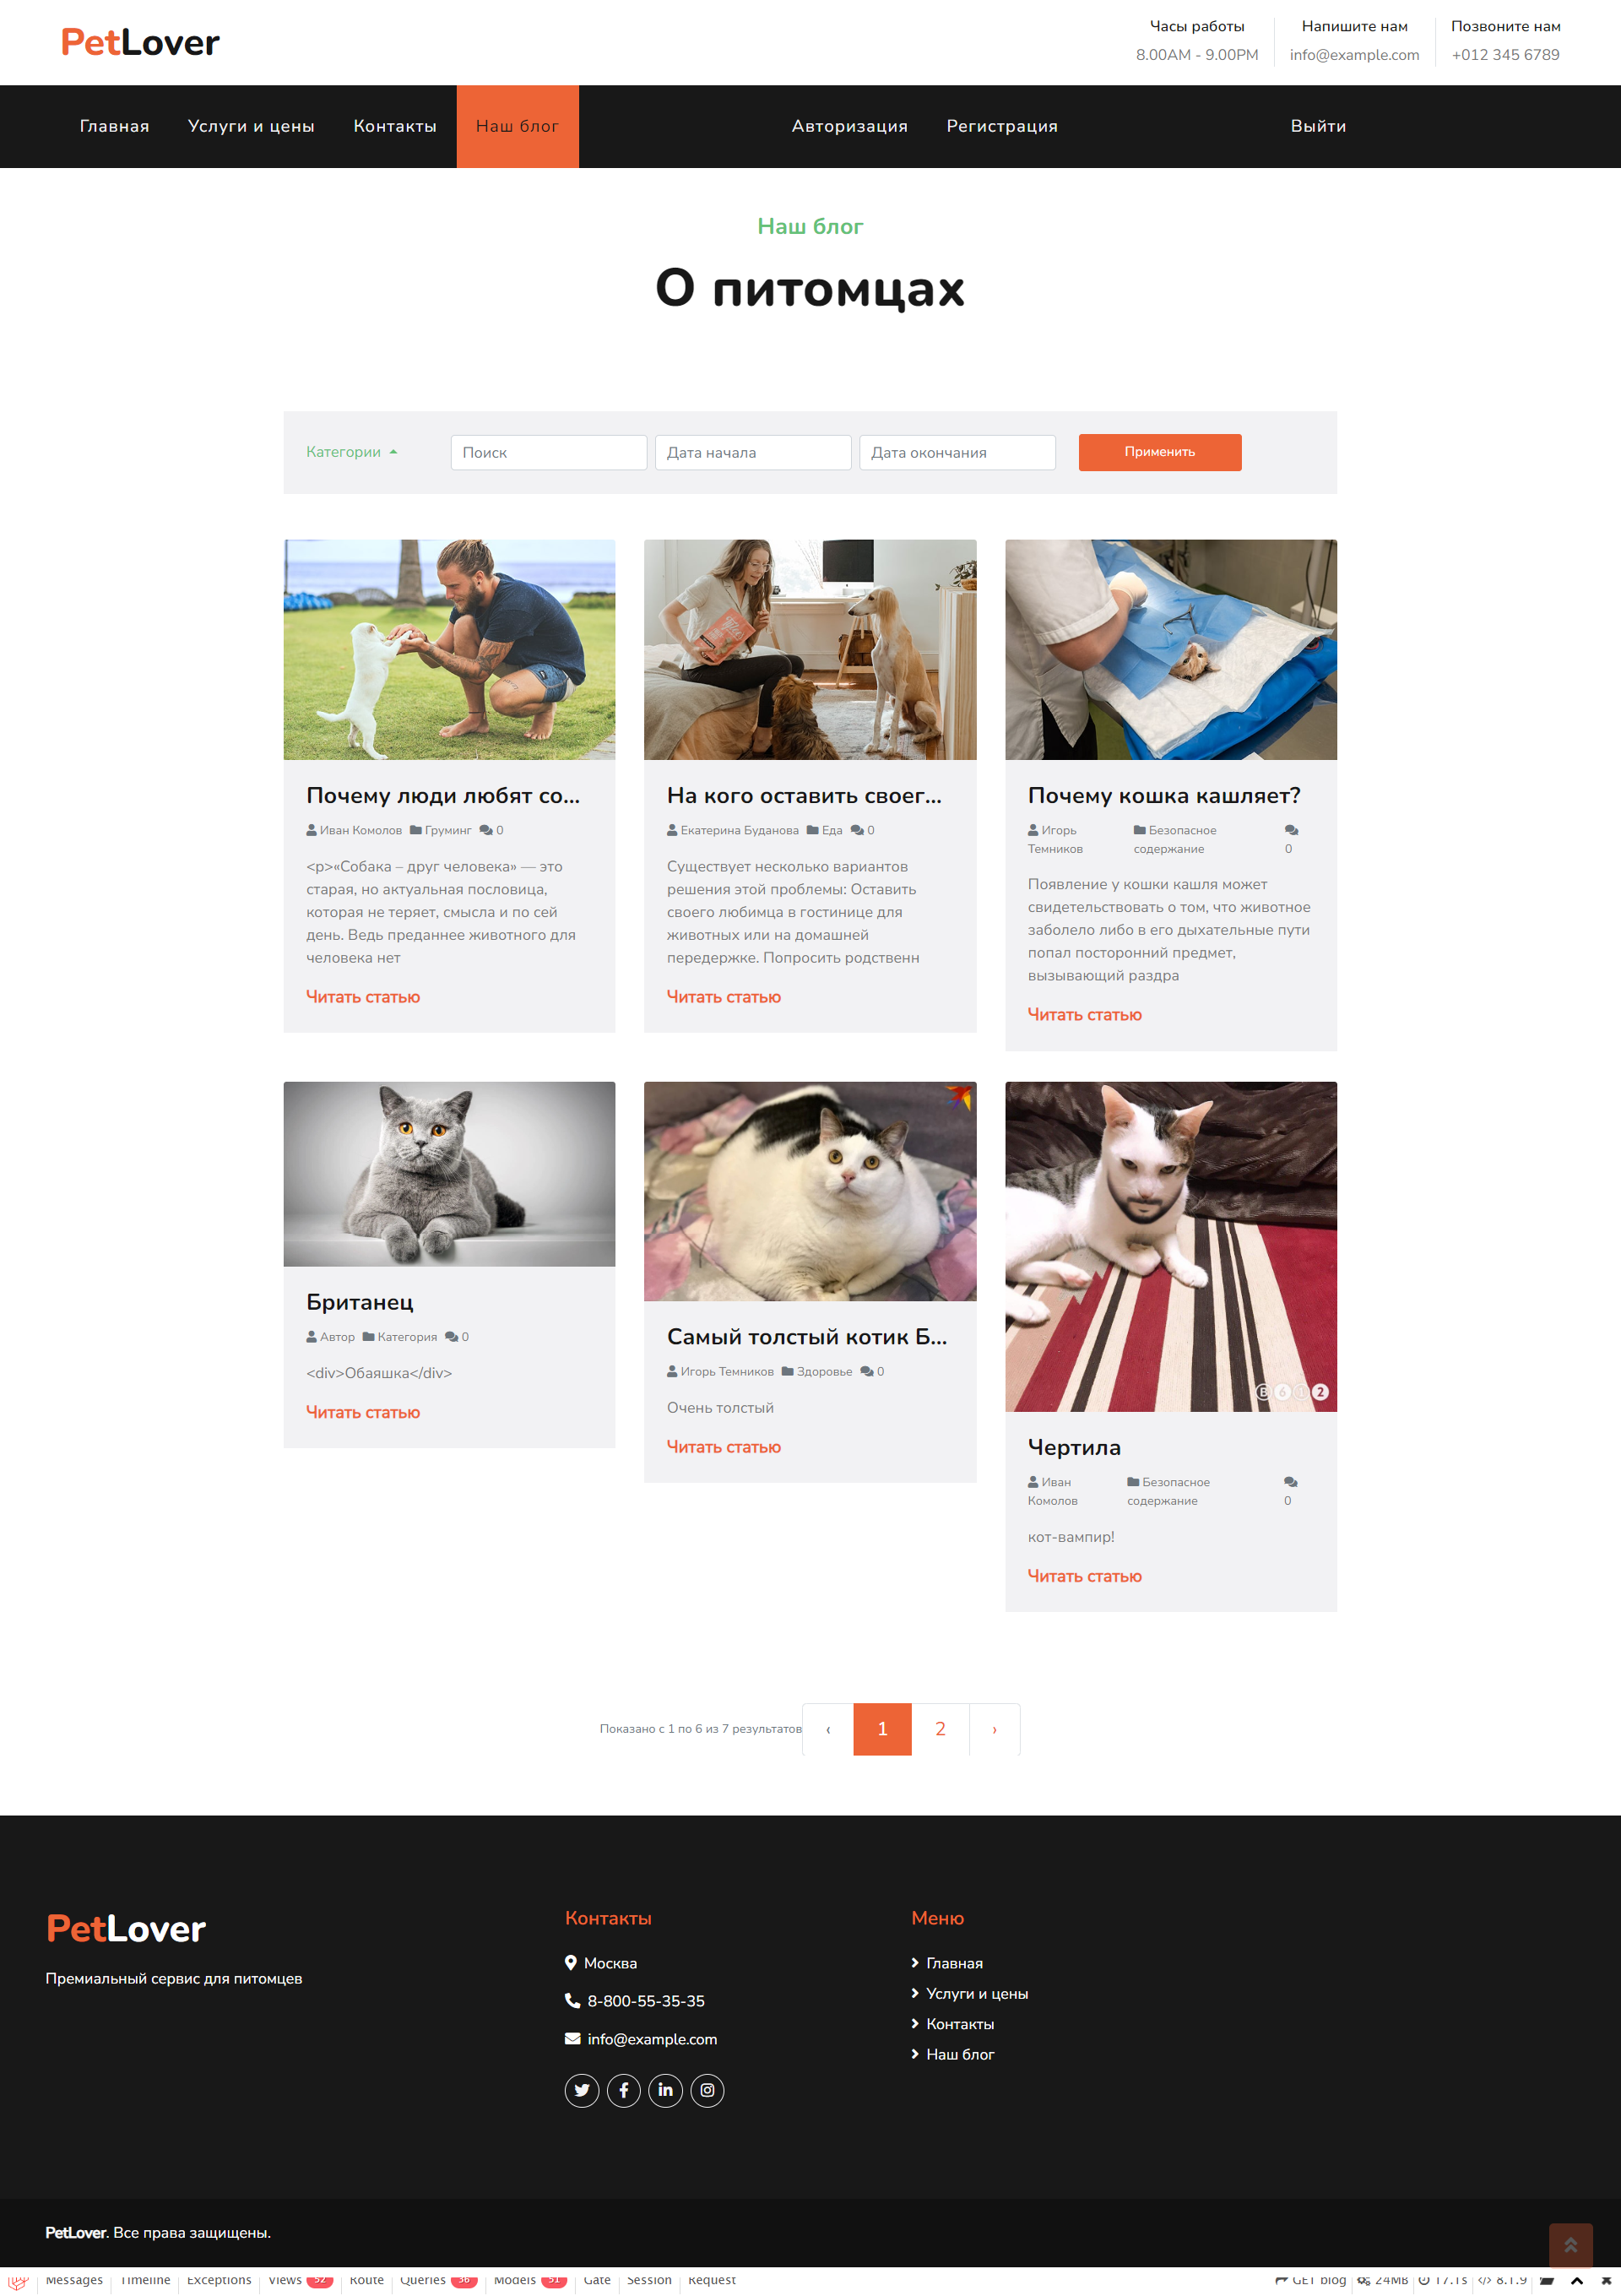 PetLover
Часы работы
8.00AM - 9.00PM
Напишите нам
info@example.com
Позвоните нам
+012 345 6789
Главная
Услуги и цены
Контакты
Наш блог
Авторизация
Регистрация
Выйти
Наш блог
О питомцах
Категории
Поиск
Дата начала
Дата окончания
Применить
Почему люди любят со...
Иван Комолов Груминг 0
<p>«Собака – друг человека» — это
старая, но актуальная пословица,
которая не теряет, смысла и по сей
день. Ведь преданнее животного для
человека нет
Читать статью
На кого оставить своег...
Екатерина Буданова Еда 0
Существует несколько вариантов
решения этой проблемы: Оставить
своего любимца в гостинице для
животных или на домашней
передержке. Попросить родственн
Читать статью
Почему кошка кашляет?
Игорь Темников
Безопасное содержание
0
Появление у кошки кашля может
свидетельствовать о том, что животное
заболело либо в его дыхательные пути
попал посторонний предмет,
вызывающий раздра
Читать статью
Британец
Автор Категория 0
<div>Обаяшка</div>
Читать статью
Самый толстый котик Б...
Игорь Темников Здоровье 0
Очень толстый
Читать статью
B612
Чертила
Иван Комолов
Безопасное содержание
0
кот-вампир!
Читать статью
Показано с 1 по 6 из 7 результатов
‹ 1 2 ›
PetLover
Премиальный сервис для питомцев
Контакты
Москва
8-800-55-35-35
info@example.com
Меню
Главная
Услуги и цены
Контакты
Наш блог
PetLover. Все права защищены.
Messages Timeline Exceptions Views 52 Route Queries 36 Models 51 Gate Session Request GET blog 24MB 17.1s 8.1.9